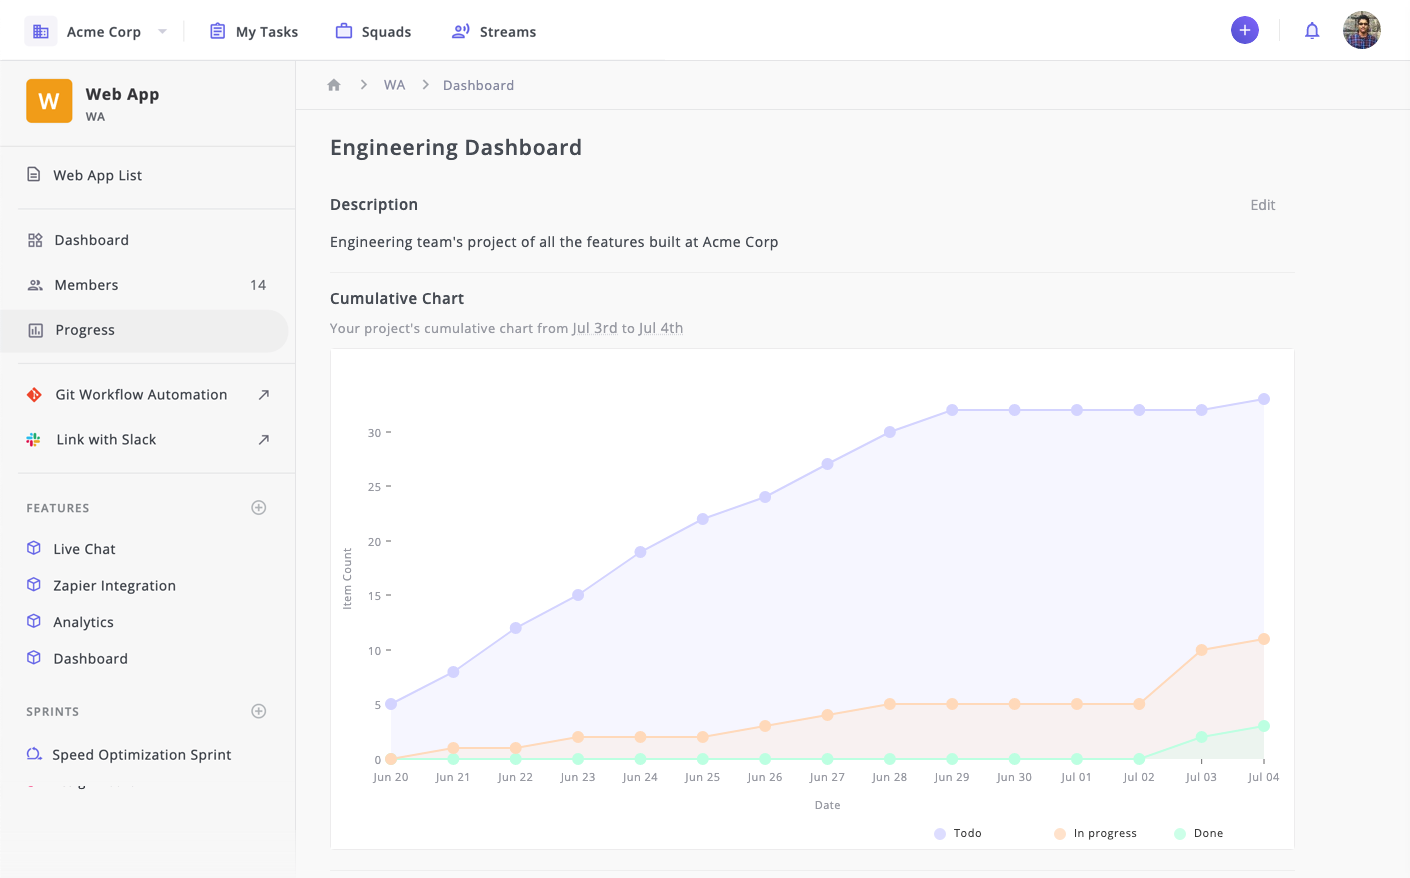 Acme Corp
My Tasks
Squads
Streams
W
Web App
WA
Web App List
Dashboard
Members 14
Progress
Git Workflow Automation
Link with Slack
FEATURES
Live Chat
Zapier Integration
Analytics
Dashboard
SPRINTS
Speed Optimization Sprint
WA
Dashboard
Engineering Dashboard
Description
Edit
Engineering team's project of all the features built at Acme Corp
Cumulative Chart
Your project's cumulative chart from Jul 3rd to Jul 4th
30
25
20
15
10
5
0
Item Count
Jun 20 Jun 21 Jun 22 Jun 23 Jun 24 Jun 25 Jun 26 Jun 27 Jun 28 Jun 29 Jun 30 Jul 01 Jul 02 Jul 03 Jul 04
Date
Todo In progress Done